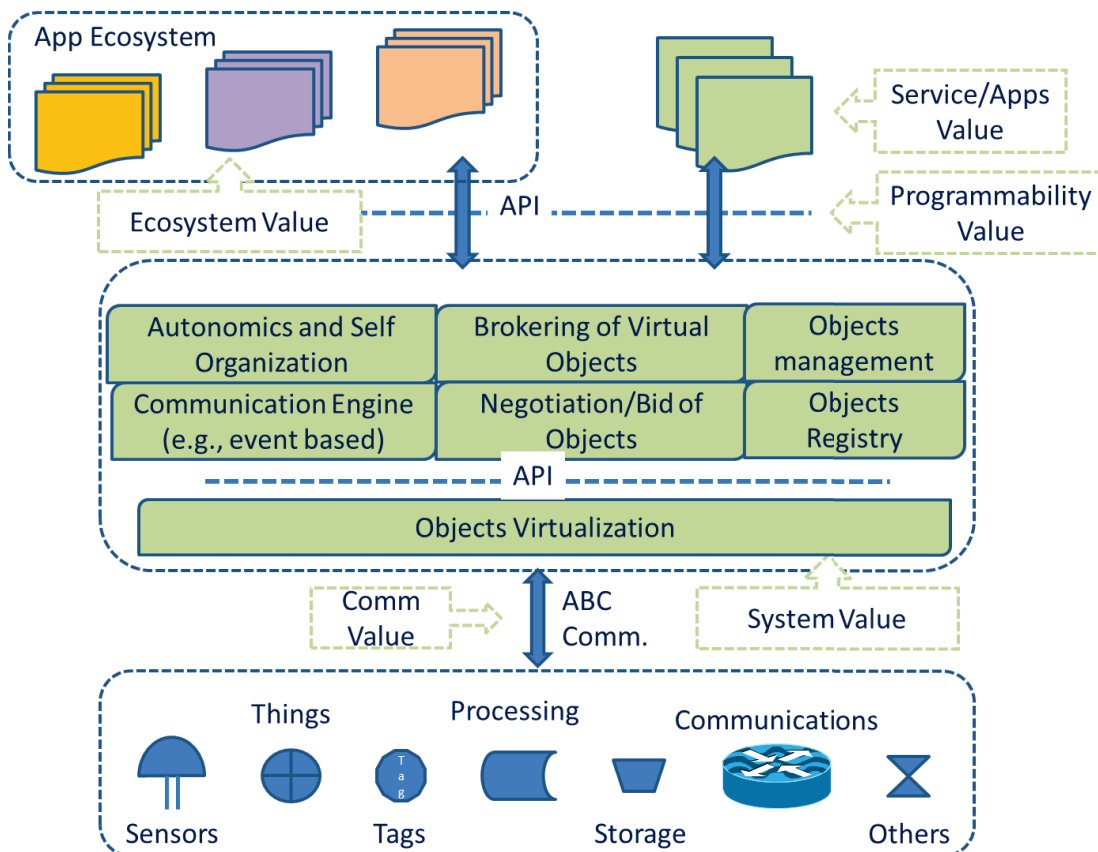 App Ecosystem
Service/Apps
Value
Ecosystem Value
API
Programmability
Value
Autonomics and Self
Organization
Brokering of Virtual
Objects
Objects
management
Communication Engine
(e.g., event based)
Negotiation/Bid of
Objects
Objects
Registry
API
Objects Virtualization
Comm
Value
ABC
Comm.
System Value
Things
Processing
Communications
Tag
Sensors
Tags
Storage
Others